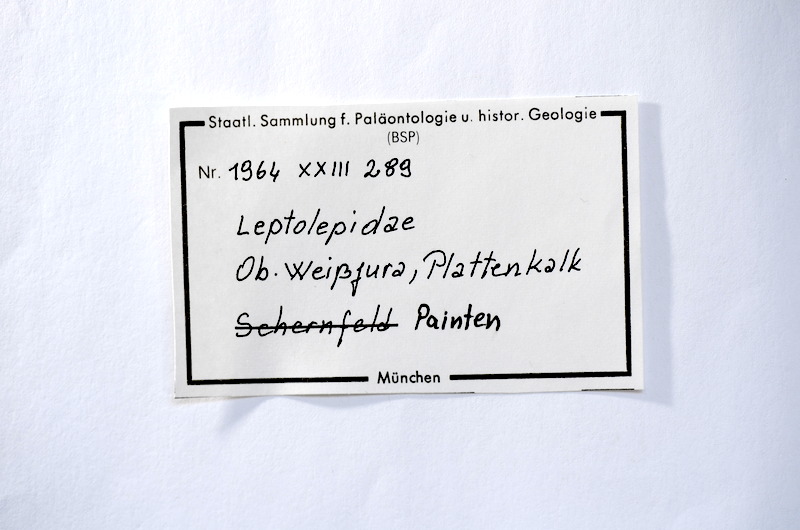 Staatl. Sammlung f. Paläontologie u. histor. Geologie
(BSP)
Nr. 1964 XXIII 289
Leptolepidae
Ob. Weißjura, Plattenkalk
Schernfeld Painten
München